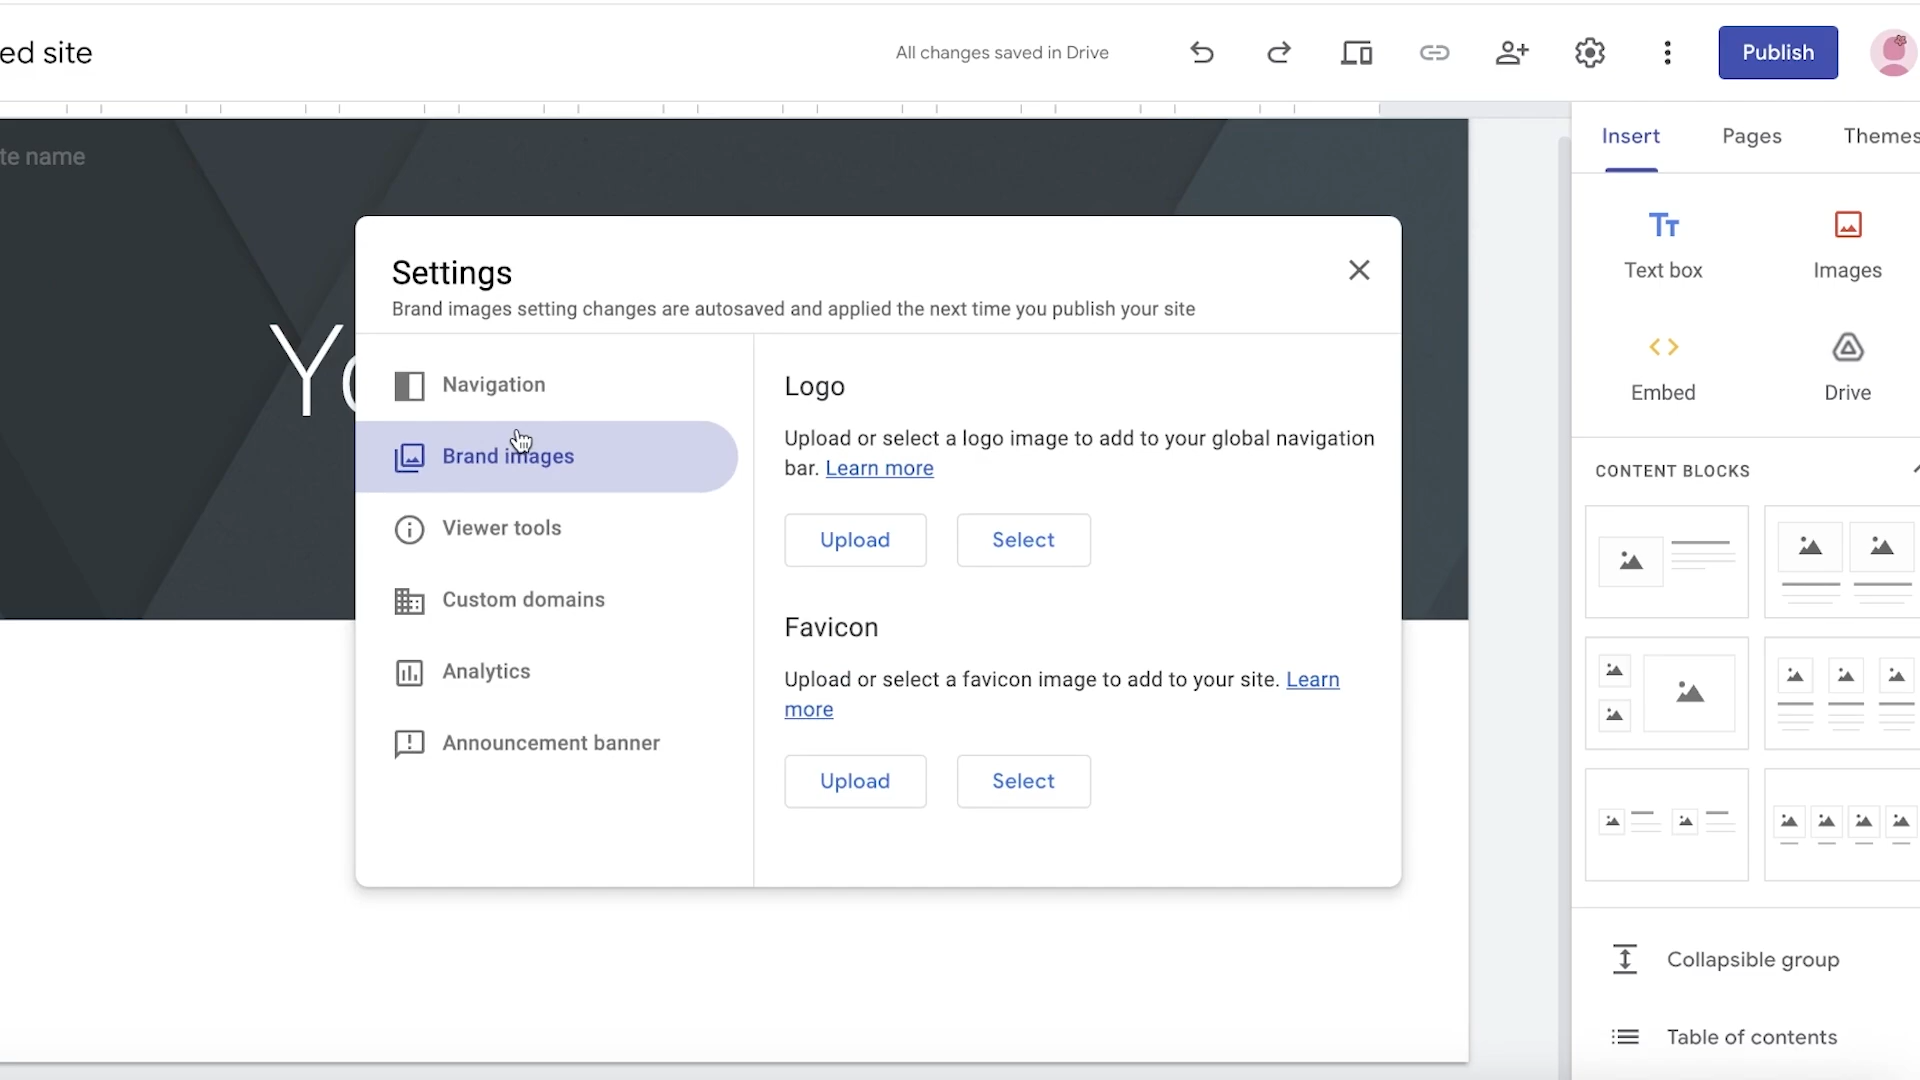 ed site
All changes saved in Drive
Publish
te name
Yo
Insert
Pages
Themes
Text box
Images
Embed
Drive
CONTENT BLOCKS
Collapsible group
Table of contents
Settings
Brand images setting changes are autosaved and applied the next time you publish your site
Navigation
Brand images
Viewer tools
Custom domains
Analytics
Announcement banner
Logo
Upload or select a logo image to add to your global navigation
bar. Learn more
Upload
Select
Favicon
Upload or select a favicon image to add to your site. Learn
more
Upload
Select